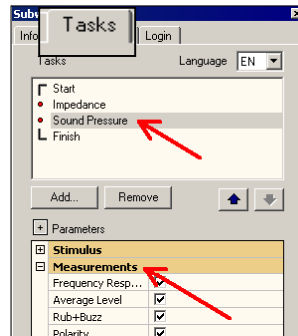 Sub
Info Tasks Login
Tasks Language EN
Start
Impedance
Sound Pressure
Finish
Add... Remove
Parameters
Stimulus
Measurements
Frequency Resp...
Average Level
Rub+Buzz
Polarity